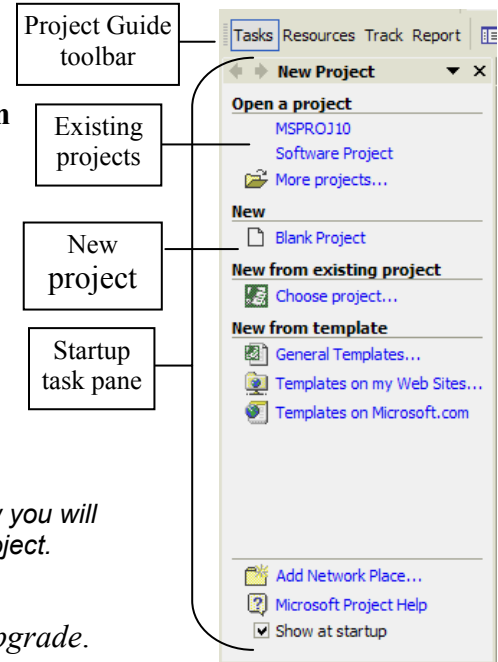 Project Guide
toolbar
Tasks Resources Track Report
New Project
Open a project
Existing
projects
MSPROJ10
Software Project
More projects...
New
New
project
Blank Project
New from existing project
Choose project...
New from template
Startup
task pane
General Templates...
Templates on my Web Sites...
Templates on Microsoft.com
you will
Add Network Place...
Microsoft Project Help
Show at startup